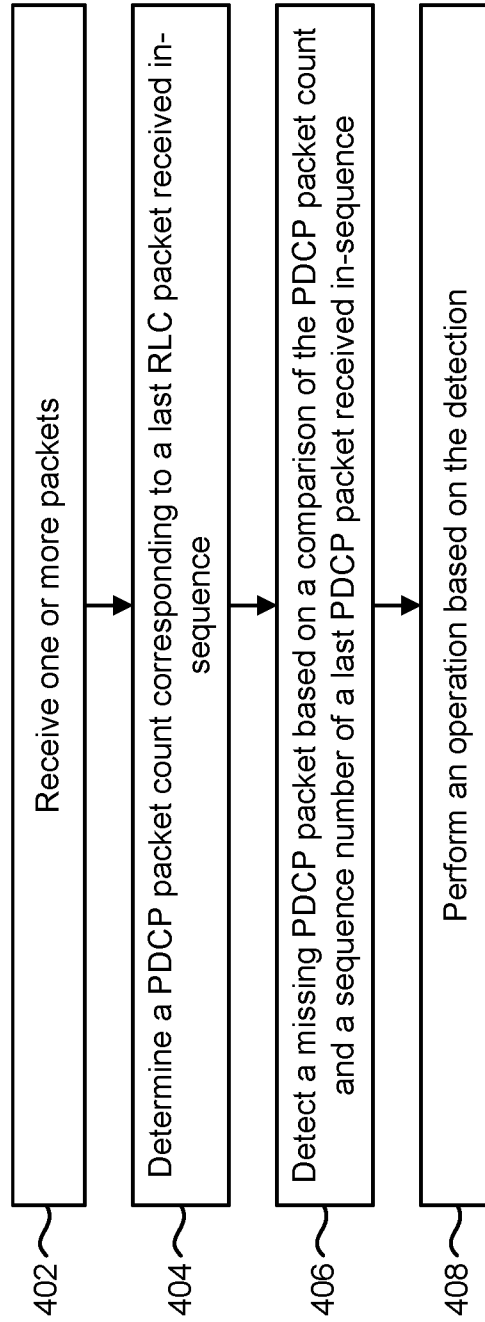 402
Receive one or more packets
404
Determine a PDCP packet count corresponding to a last RLC packet received in-
sequence
406
Detect a missing PDCP packet based on a comparison of the PDCP packet count
and a sequence number of a last PDCP packet received in-sequence
408
Perform an operation based on the detection